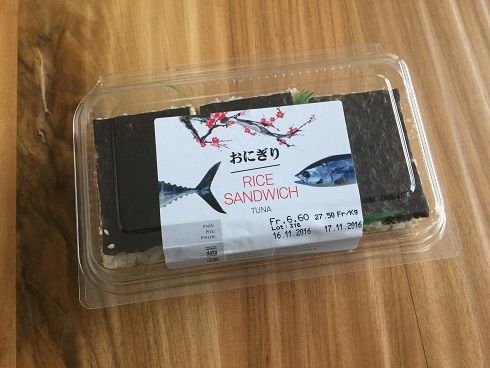 おにぎり
RICE
SANDWICH
TUNA
Fr.6.60 27.50 Fr/Kg
Lot: 316
16.11.2016 17.11.2016